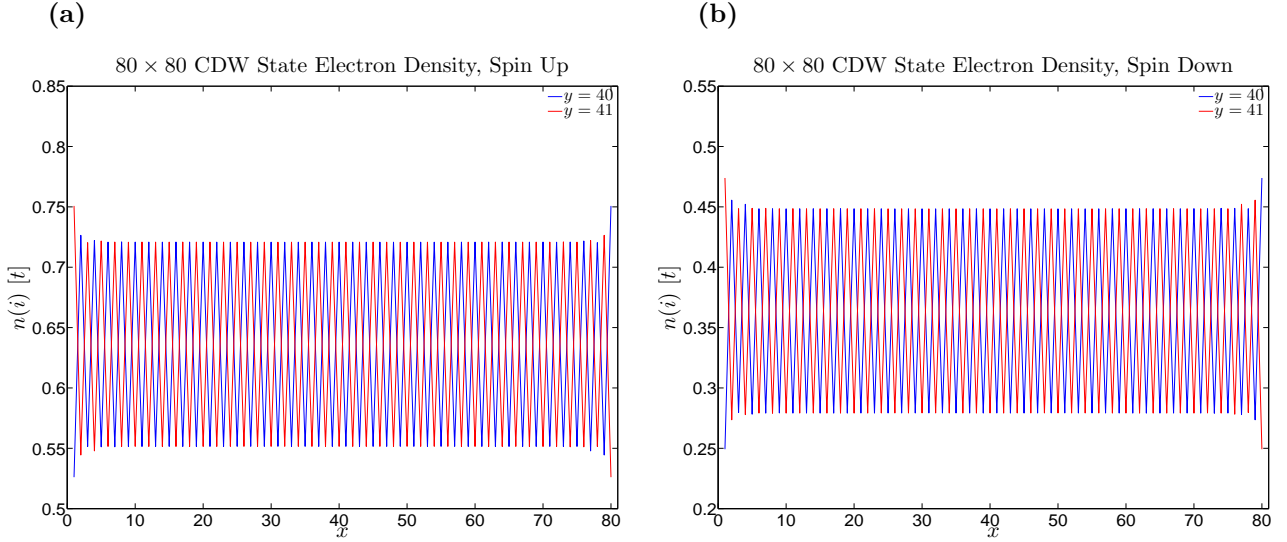 (a)
80 × 80 CDW State Electron Density, Spin Up
n(i) [t]
0.85
0.8
0.75
0.7
0.65
0.6
0.55
0.5
0 10 20 30 40 50 60 70 80
x
y = 40
y = 41
(b)
80 × 80 CDW State Electron Density, Spin Down
n(i) [t]
0.55
0.5
0.45
0.4
0.35
0.3
0.25
0.2
0 10 20 30 40 50 60 70 80
x
y = 40
y = 41